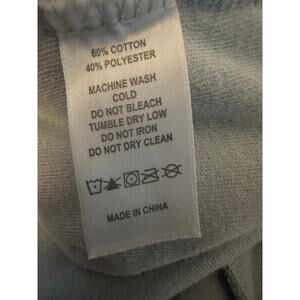 60% COTTON
40% POLYESTER
MACHINE WASH
COLD
DO NOT BLEACH
TUMBLE DRY LOW
DO NOT IRON
DO NOT DRY CLEAN
MADE IN CHINA